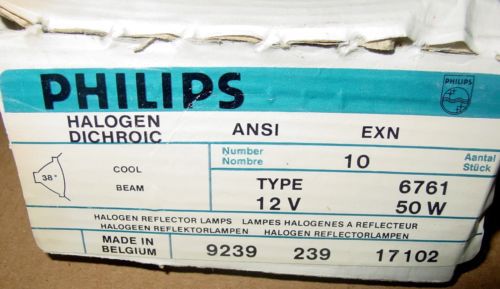 PHILIPS
PHILIPS
HALOGEN
DICHROIC
ANSI EXN
Number
Nombre
10
Aantal
Stück
38°
COOL
BEAM
TYPE 6761
12 V 50 W
HALOGEN REFLECTOR LAMPS LAMPES HALOGENES A REFLECTEUR
HALOGEEN REFLEKTORLAMPEN HALOGEN REFLECTORLAMPEN
MADE IN
BELGIUM
9239 239 17102